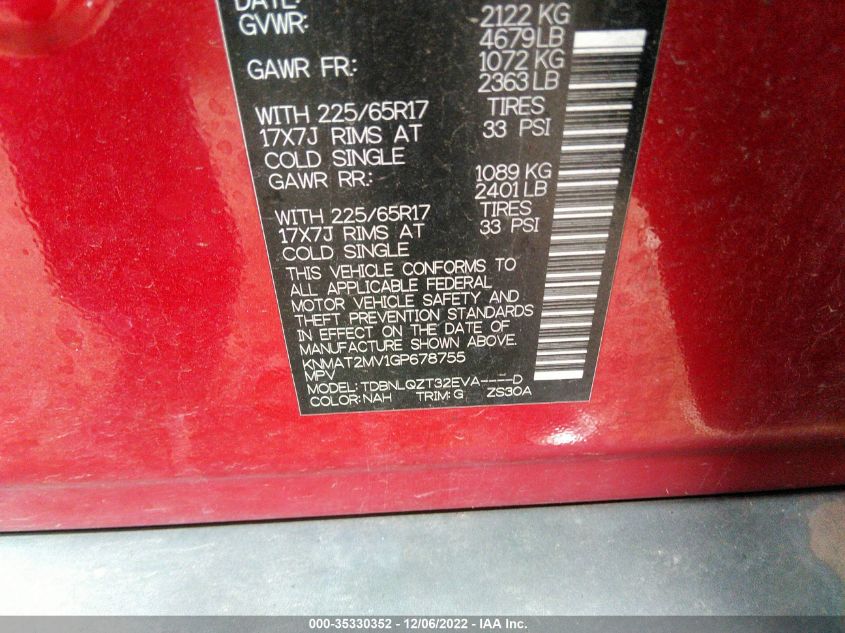 DATE:
GVWR: 2122 KG
4679 LB
GAWR FR: 1072 KG
2363 LB
WITH 225/65R17 TIRES
17X7J RIMS AT 33 PSI
COLD SINGLE
GAWR RR: 1089 KG
2401 LB
WITH 225/65R17 TIRES
17X7J RIMS AT 33 PSI
COLD SINGLE
THIS VEHICLE CONFORMS TO
ALL APPLICABLE FEDERAL
MOTOR VEHICLE SAFETY AND
THEFT PREVENTION STANDARDS
IN EFFECT ON THE DATE OF
MANUFACTURE SHOWN ABOVE.
KNMAT2MV1GP678755
MPV
MODEL: TDBNLQZT32EVA----D
COLOR: NAH TRIM: G ZS30A
000-35330352 - 12/06/2022 - IAA Inc.